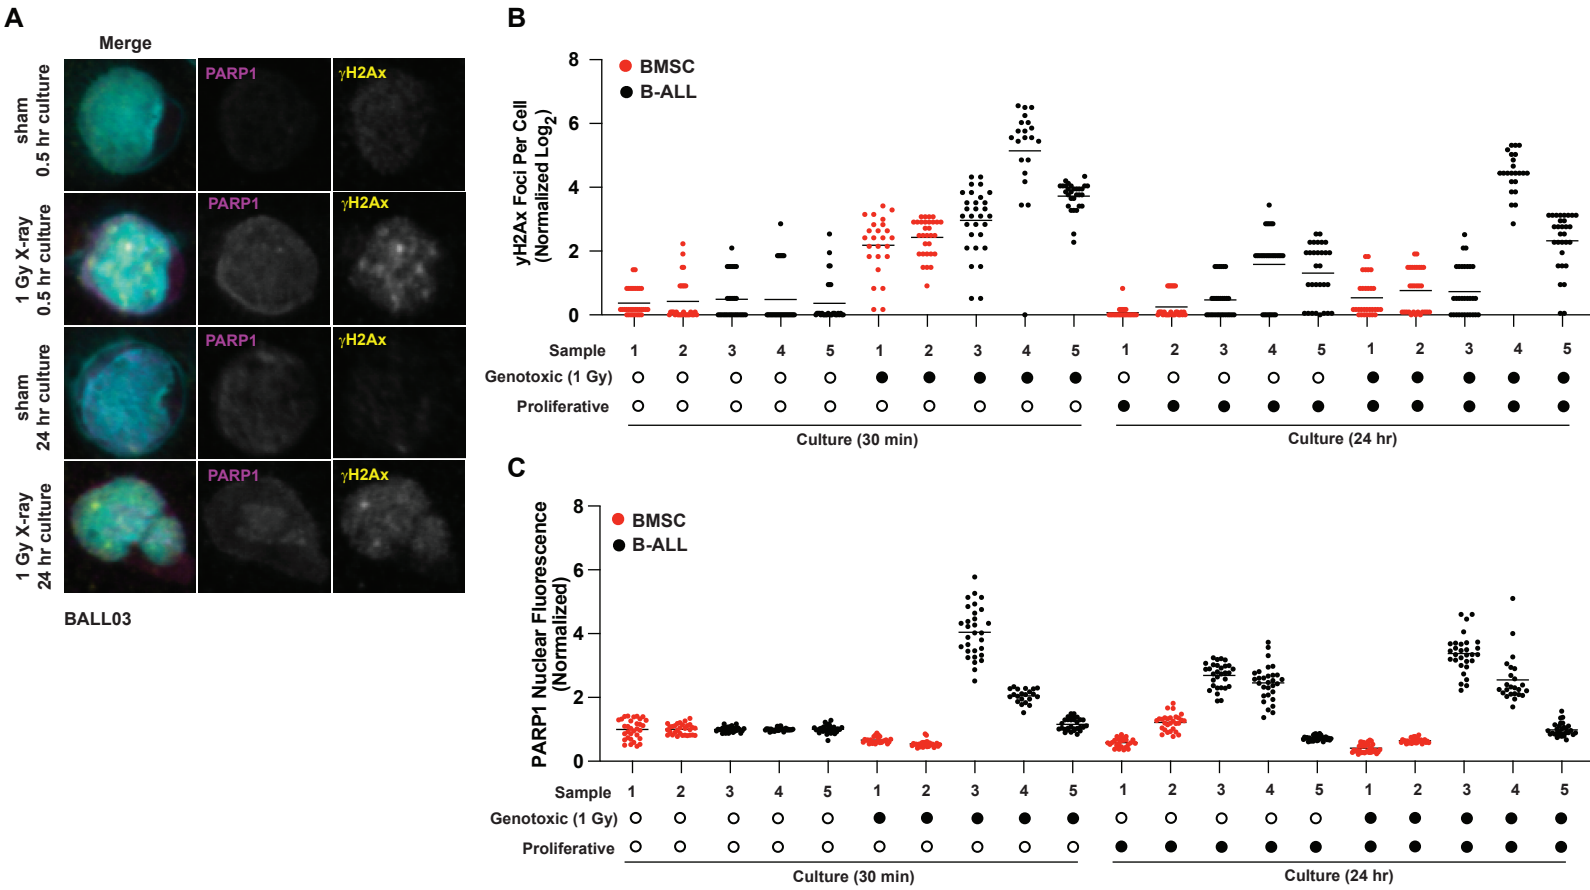 A
Merge
sham
0.5 hr culture
PARP1
γH2Ax
1 Gy X-ray
0.5 hr culture
PARP1
γH2Ax
sham
24 hr culture
PARP1
γH2Ax
1 Gy X-ray
24 hr culture
PARP1
γH2Ax
BALL03
B
yH2Ax Foci Per Cell
(Normalized Log2)
8
6
4
2
0
BMSC
B-ALL
Sample 1 2 3 4 5 1 2 3 4 5 1 2 3 4 5 1 2 3 4 5
Genotoxic (1 Gy)
Proliferative
Culture (30 min) Culture (24 hr)
C
PARP1 Nuclear Fluorescence
(Normalized)
8
6
4
2
0
BMSC
B-ALL
Sample 1 2 3 4 5 1 2 3 4 5 1 2 3 4 5 1 2 3 4 5
Genotoxic (1 Gy)
Proliferative
Culture (30 min) Culture (24 hr)